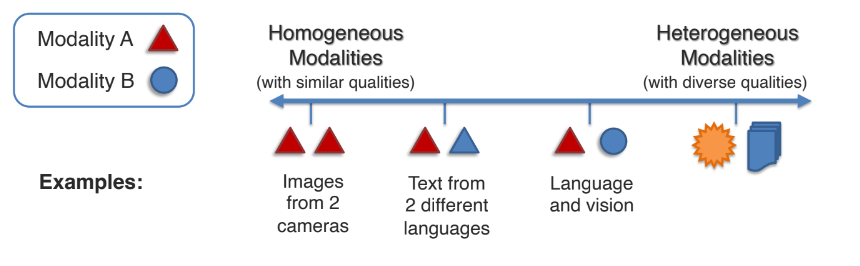 Modality A
Modality B
Homogeneous
Modalities
(with similar qualities)
Heterogeneous
Modalities
(with diverse qualities)
Examples:
Images
from 2
cameras
Text from
2 different
languages
Language
and vision